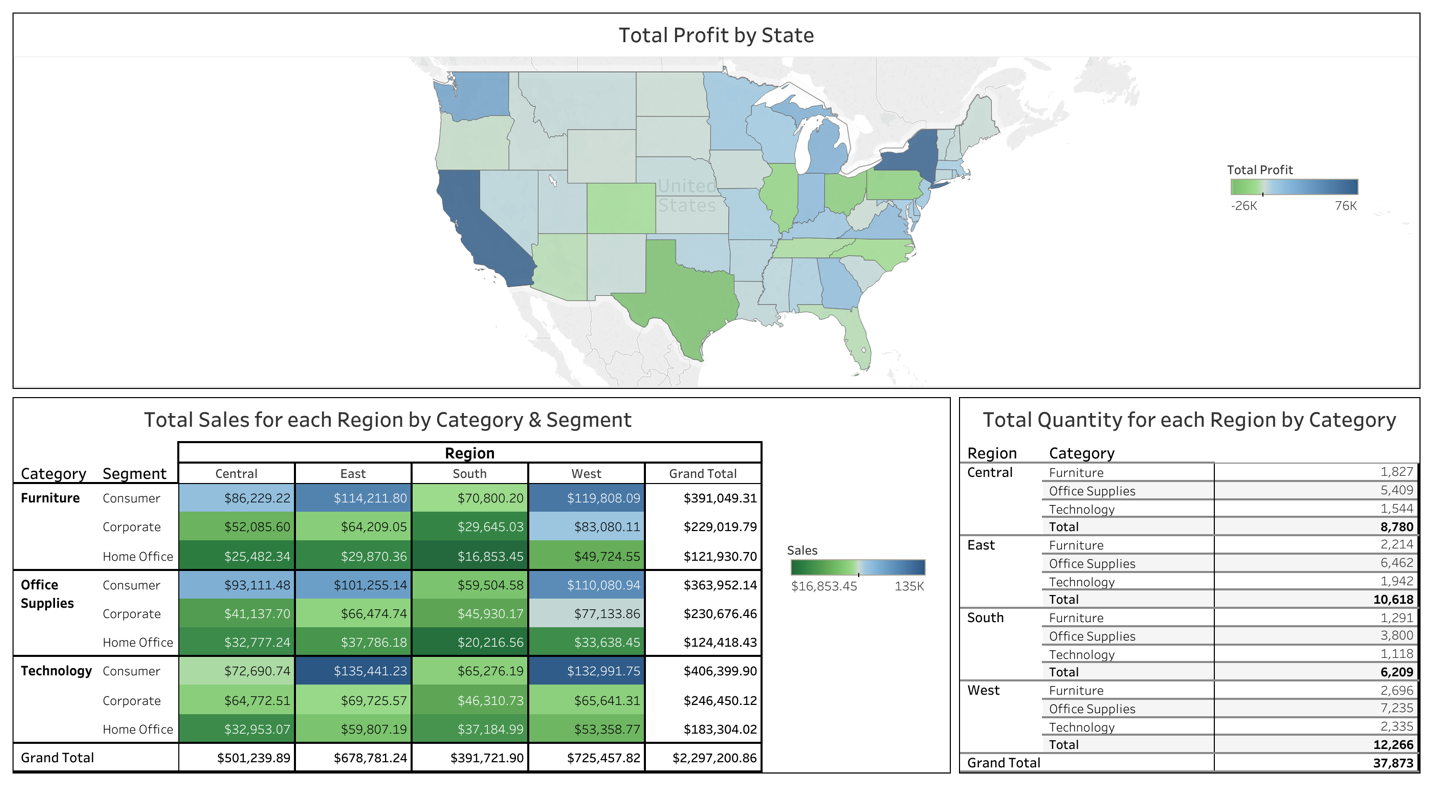 Total Profit by State
United
States
Total Profit
-26K 76K
Total Sales for each Region by Category & Segment
Region
Category Segment Central East South West Grand Total
Furniture Consumer $86,229.22 $114,211.80 $70,800.20 $119,808.09 $391,049.31
Corporate $52,085.60 $64,209.05 $29,645.03 $83,080.11 $229,019.79
Home Office $25,482.34 $29,870.36 $16,853.45 $49,724.55 $121,930.70
Office Supplies Consumer $93,111.48 $101,255.14 $59,504.58 $110,080.94 $363,952.14
Corporate $41,137.70 $66,474.74 $45,930.17 $77,133.86 $230,676.46
Home Office $32,777.24 $37,786.18 $20,216.56 $33,638.45 $124,418.43
Technology Consumer $72,690.74 $135,441.23 $65,276.19 $132,991.75 $406,399.90
Corporate $64,772.51 $69,725.57 $46,310.73 $65,641.31 $246,450.12
Home Office $32,953.07 $59,807.19 $37,184.99 $53,358.77 $183,304.02
Grand Total $501,239.89 $678,781.24 $391,721.90 $725,457.82 $2,297,200.86
Sales
$16,853.45 135K
Total Quantity for each Region by Category
Region Category
Central Furniture 1,827
Office Supplies 5,409
Technology 1,544
Total 8,780
East Furniture 2,214
Office Supplies 6,462
Technology 1,942
Total 10,618
South Furniture 1,291
Office Supplies 3,800
Technology 1,118
Total 6,209
West Furniture 2,696
Office Supplies 7,235
Technology 2,335
Total 12,266
Grand Total 37,873